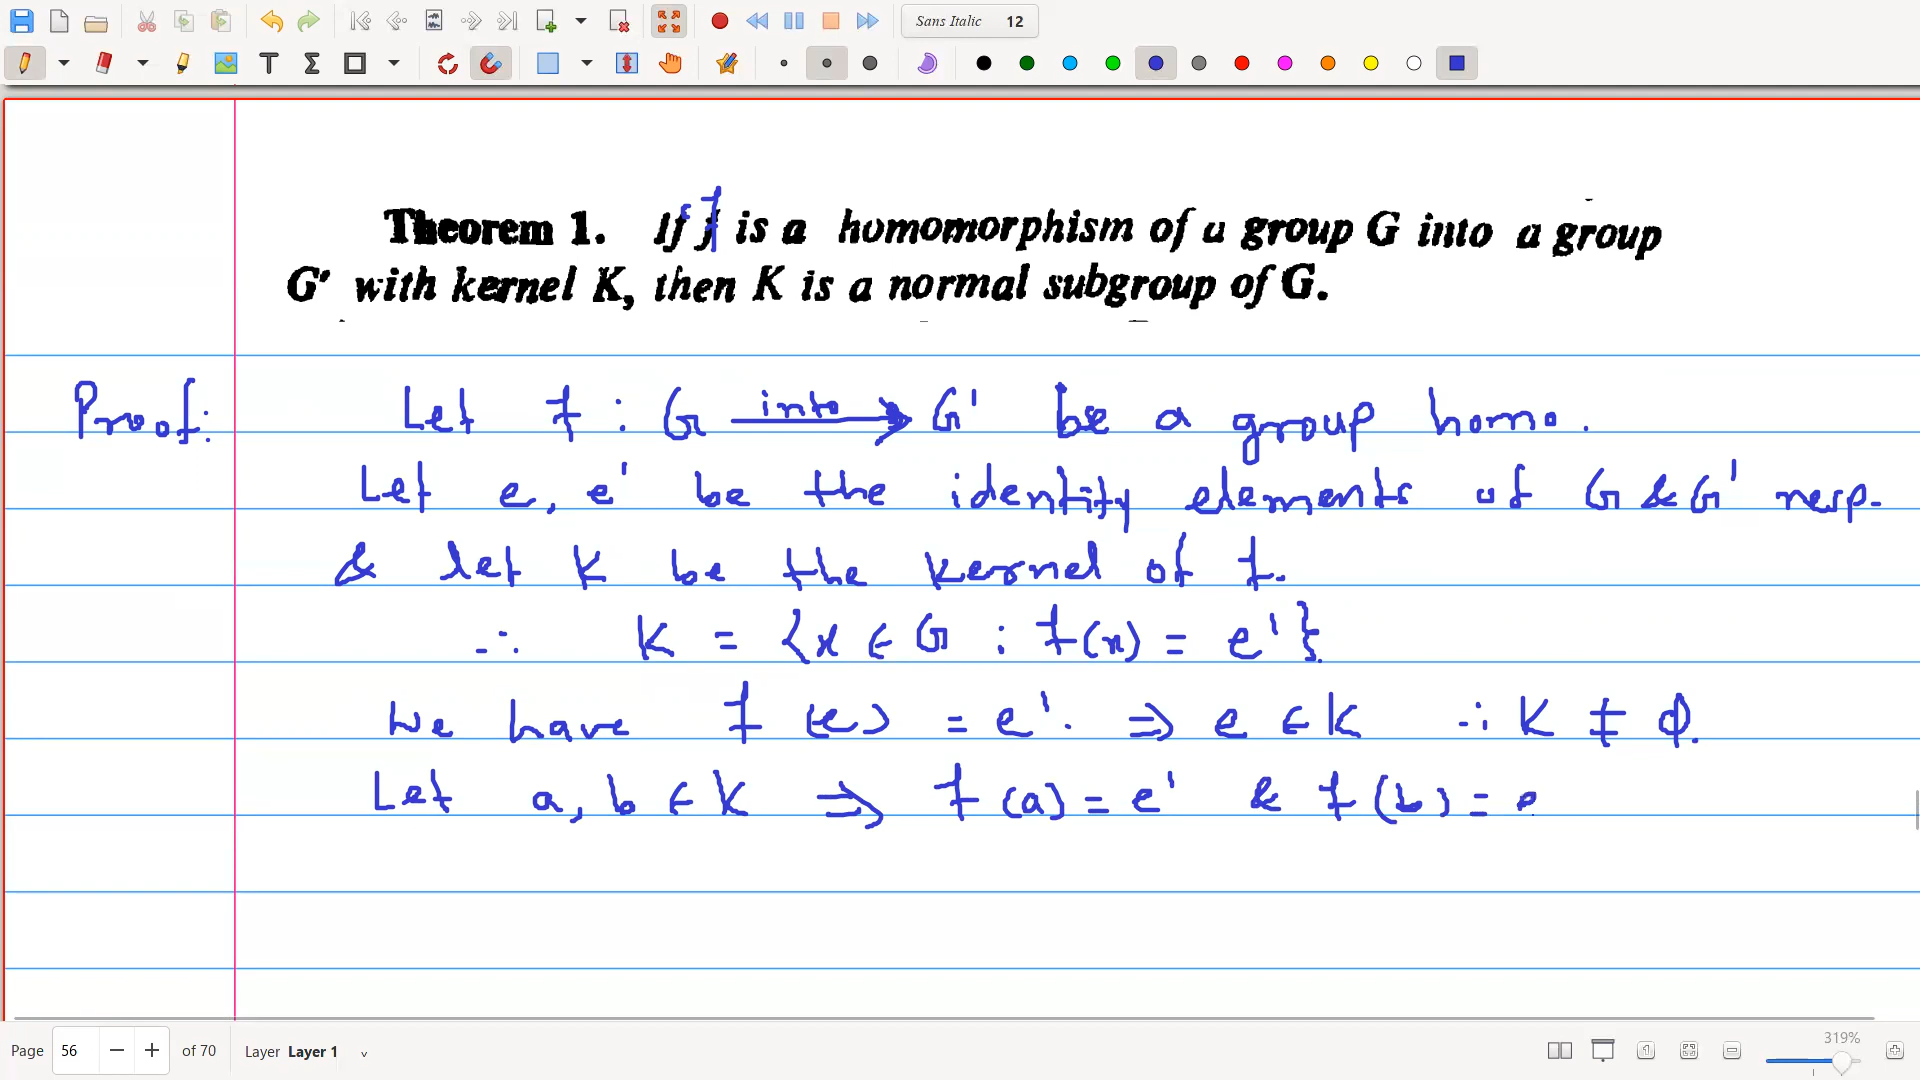 Sans Italic 12
Theorem 1. If f is a homomorphism of a group G into a group
G' with kernel K, then K is a normal subgroup of G.
Proof: Let f : G into → G' be a group homo.
Let e, e' be the identity elements of G & G' resp.
& let K be the kernel of f.
∴ K = {x ∈ G : f(x) = e'}.
We have f(e) = e'. ⇒ e ∈ K ∴ K ≠ φ.
Let a, b ∈ K ⇒ f(a) = e' & f(b) = e
319%
Page 56 of 70 Layer Layer 1